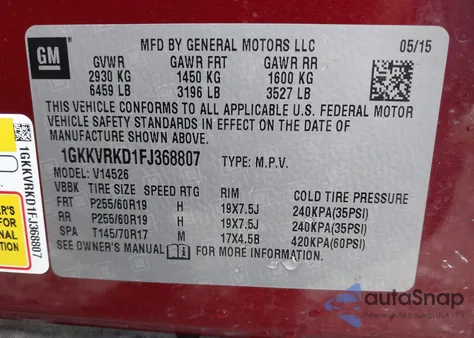 GM
MFD BY GENERAL MOTORS LLC 05/15
GVWR GAWR FRT GAWR RR
2930 KG 1450 KG 1600 KG
6459 LB 3196 LB 3527 LB
THIS VEHICLE CONFORMS TO ALL APPLICABLE U.S. FEDERAL MOTOR
VEHICLE SAFETY STANDARDS IN EFFECT ON THE DATE OF
MANUFACTURE SHOWN ABOVE.
1GKKVRKD1FJ368807 TYPE: M.P.V.
MODEL: V14526
VBBK TIRE SIZE SPEED RTG RIM COLD TIRE PRESSURE
FRT P255/60R19 H 19X7.5J 240KPA(35PSI)
RR P255/60R19 H 19X7.5J 240KPA(35PSI)
SPA T145/70R17 M 17X4.5B 420KPA(60PSI)
SEE OWNER'S MANUAL FOR MORE INFORMATION.
1GKKVRKD1FJ368807
ER'S
FOR
ONAL
autoSnap